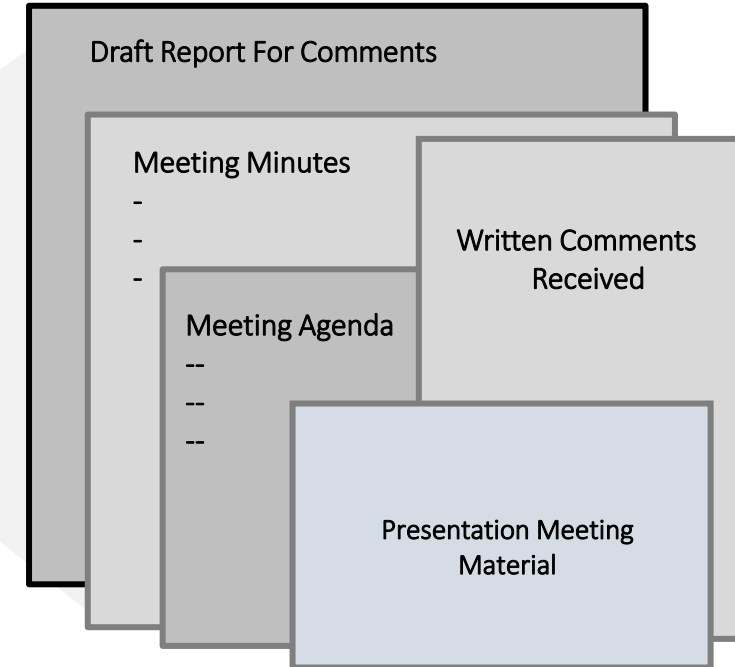 Draft Report For Comments
Meeting Minutes
-
-
-
Written Comments
Received
Meeting Agenda
--
--
--
Presentation Meeting
Material